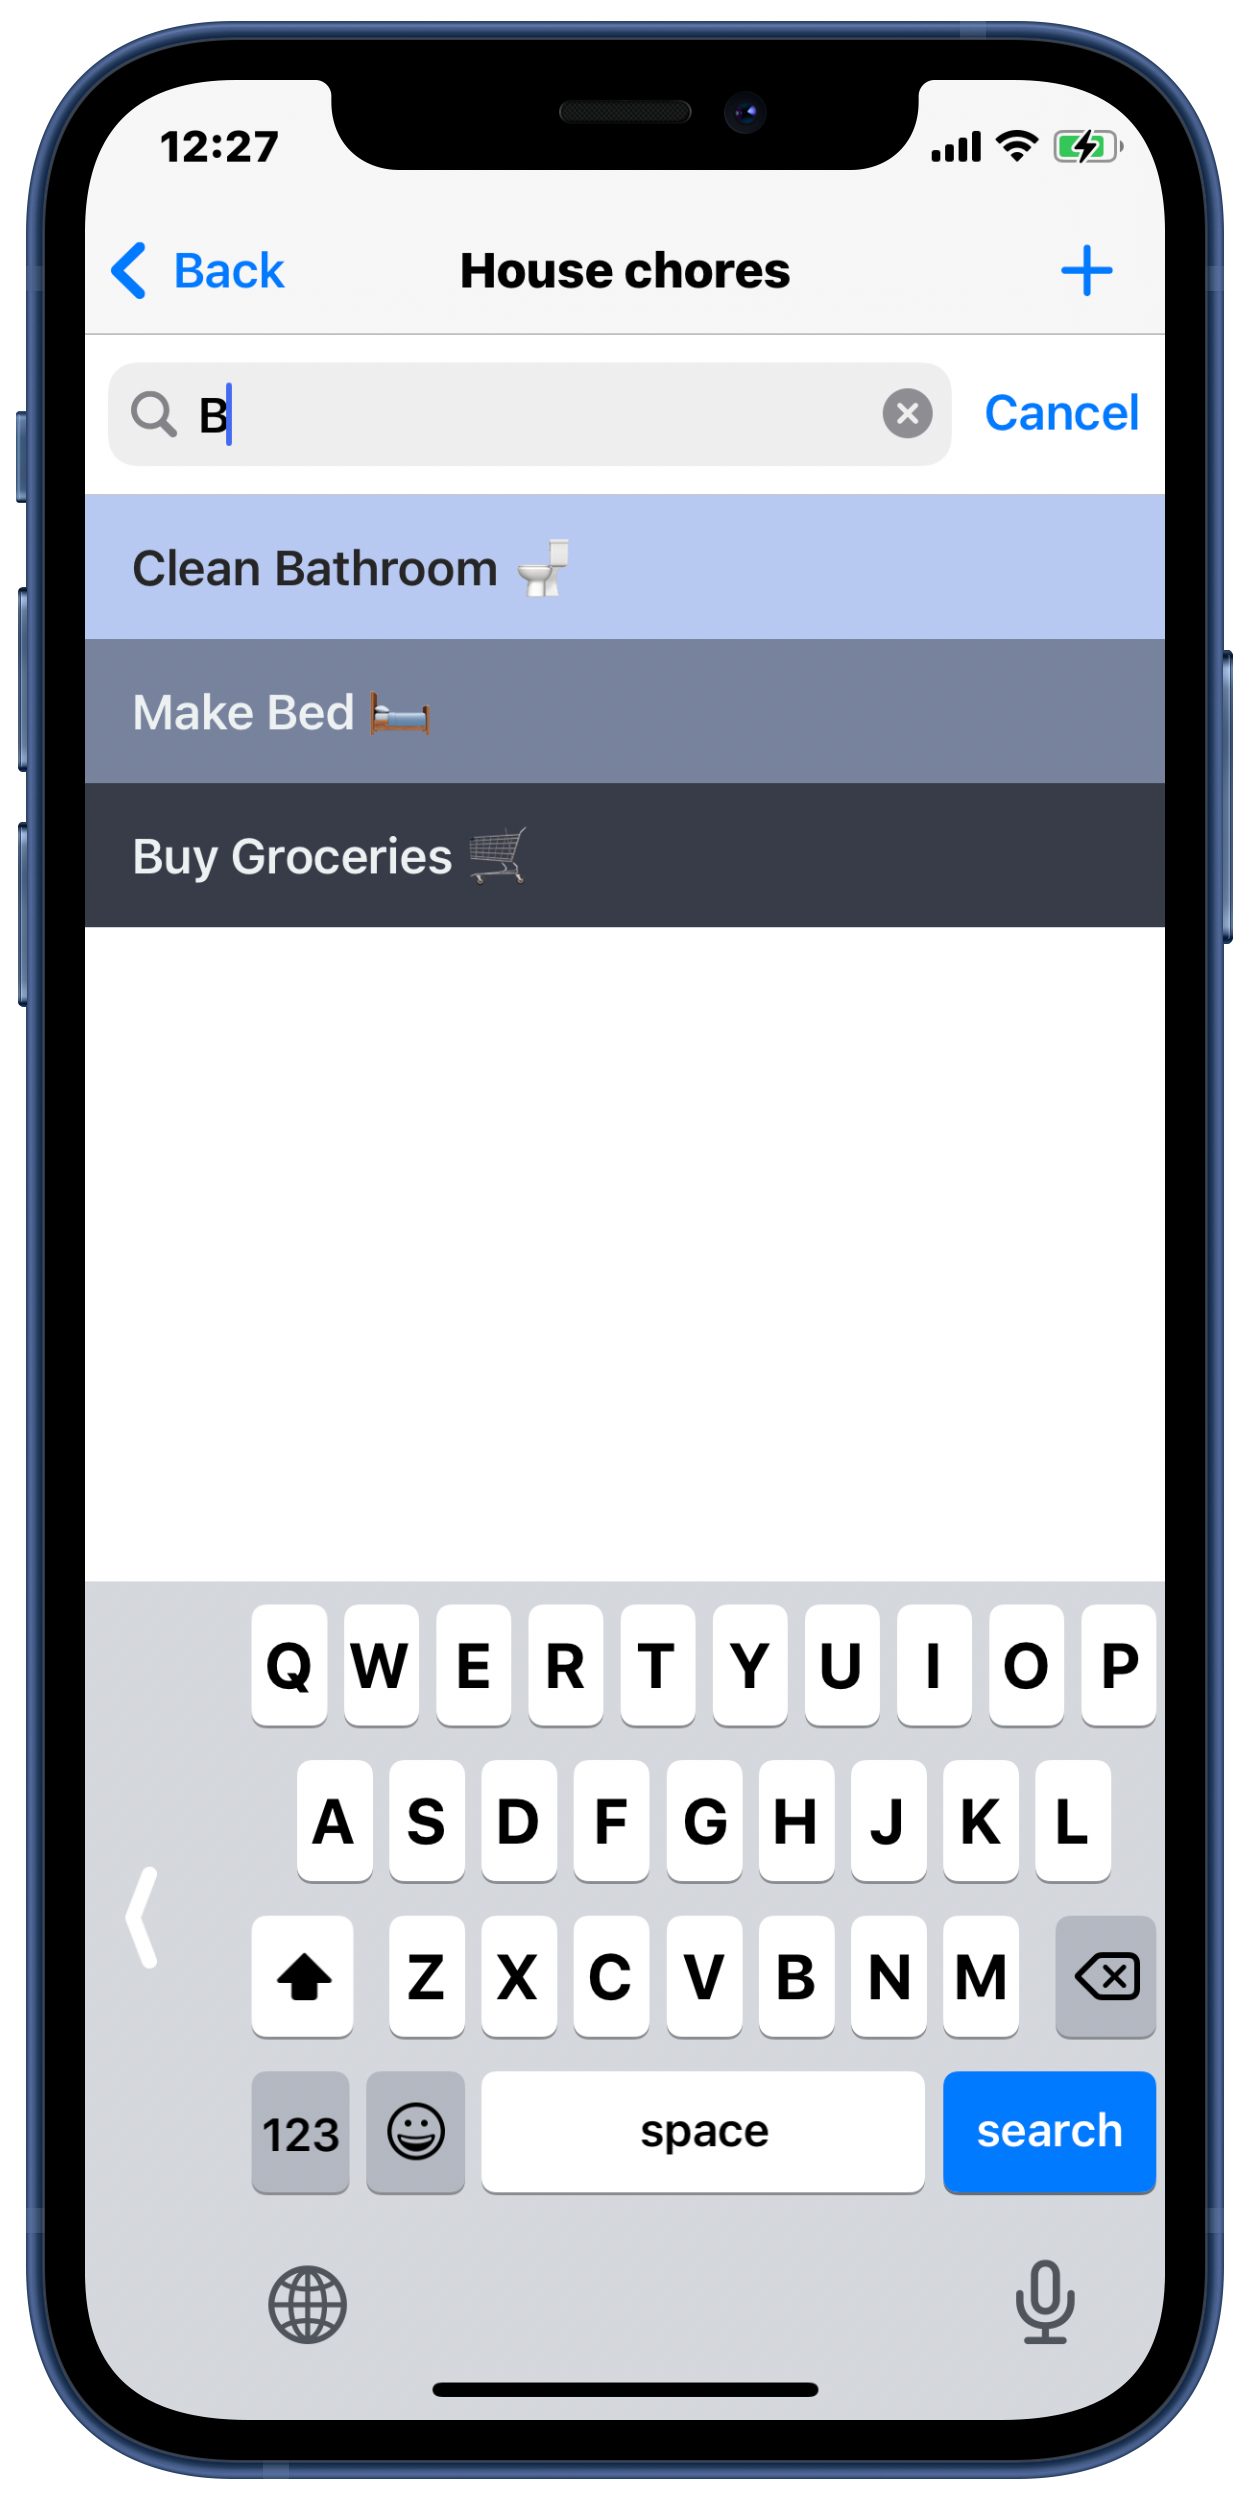 12:27
Back House chores
B Cancel
Clean Bathroom 🚽
Make Bed 🛏️
Buy Groceries 🛒
Q W E R T Y U I O P
A S D F G H J K L
Z X C V B N M
123 space search